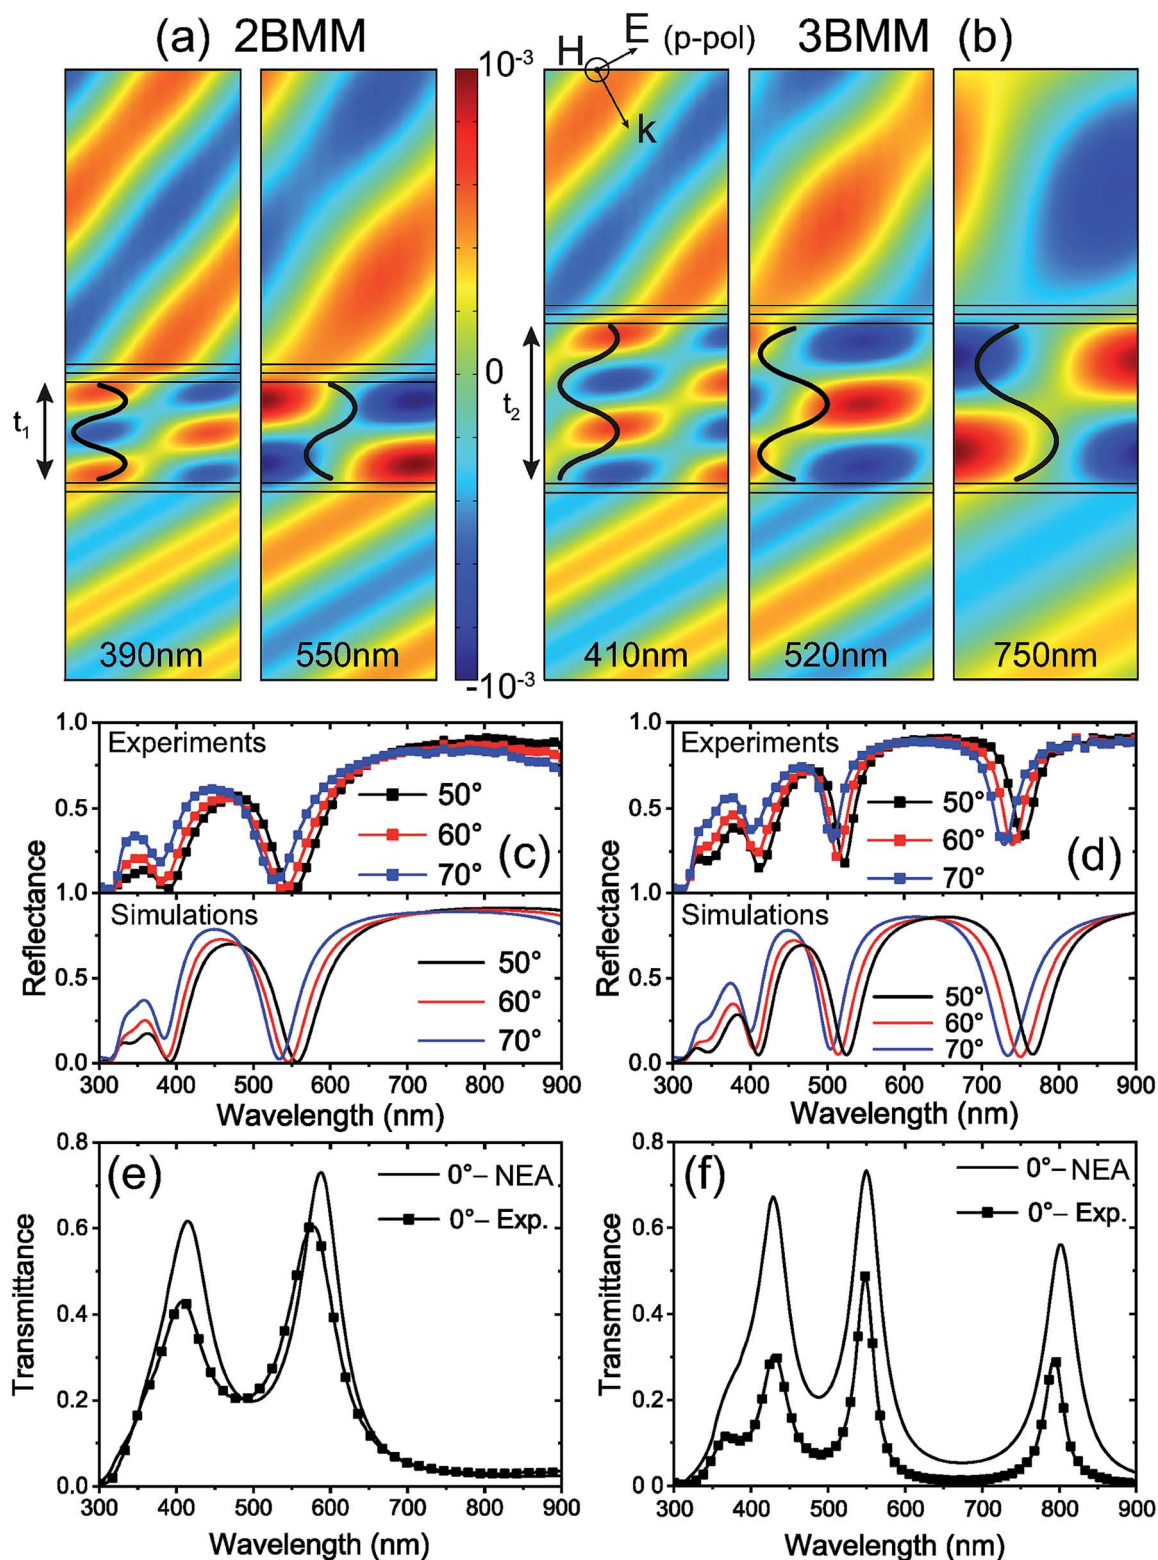 (a) 2BMM
H E (p-pol) 3BMM (b)
k
10-3
0
-10-3
t1
t2
390nm 550nm 410nm 520nm 750nm
1.0
0.5
1.0
0.5
0.0
Reflectance
Experiments
50°
60°
70°
(c)
Simulations
50°
60°
70°
300 400 500 600 700 800 900
Wavelength (nm)
1.0
0.5
1.0
0.5
0.0
Reflectance
Experiments
50°
60°
70°
(d)
Simulations
50°
60°
70°
300 400 500 600 700 800 900
Wavelength (nm)
0.8
0.6
0.4
0.2
0.0
Transmittance
(e)
0°– NEA
0°– Exp.
300 400 500 600 700 800 900
Wavelength (nm)
0.8
0.6
0.4
0.2
0.0
Transmittance
(f)
0°– NEA
0°– Exp.
300 400 500 600 700 800 900
Wavelength (nm)